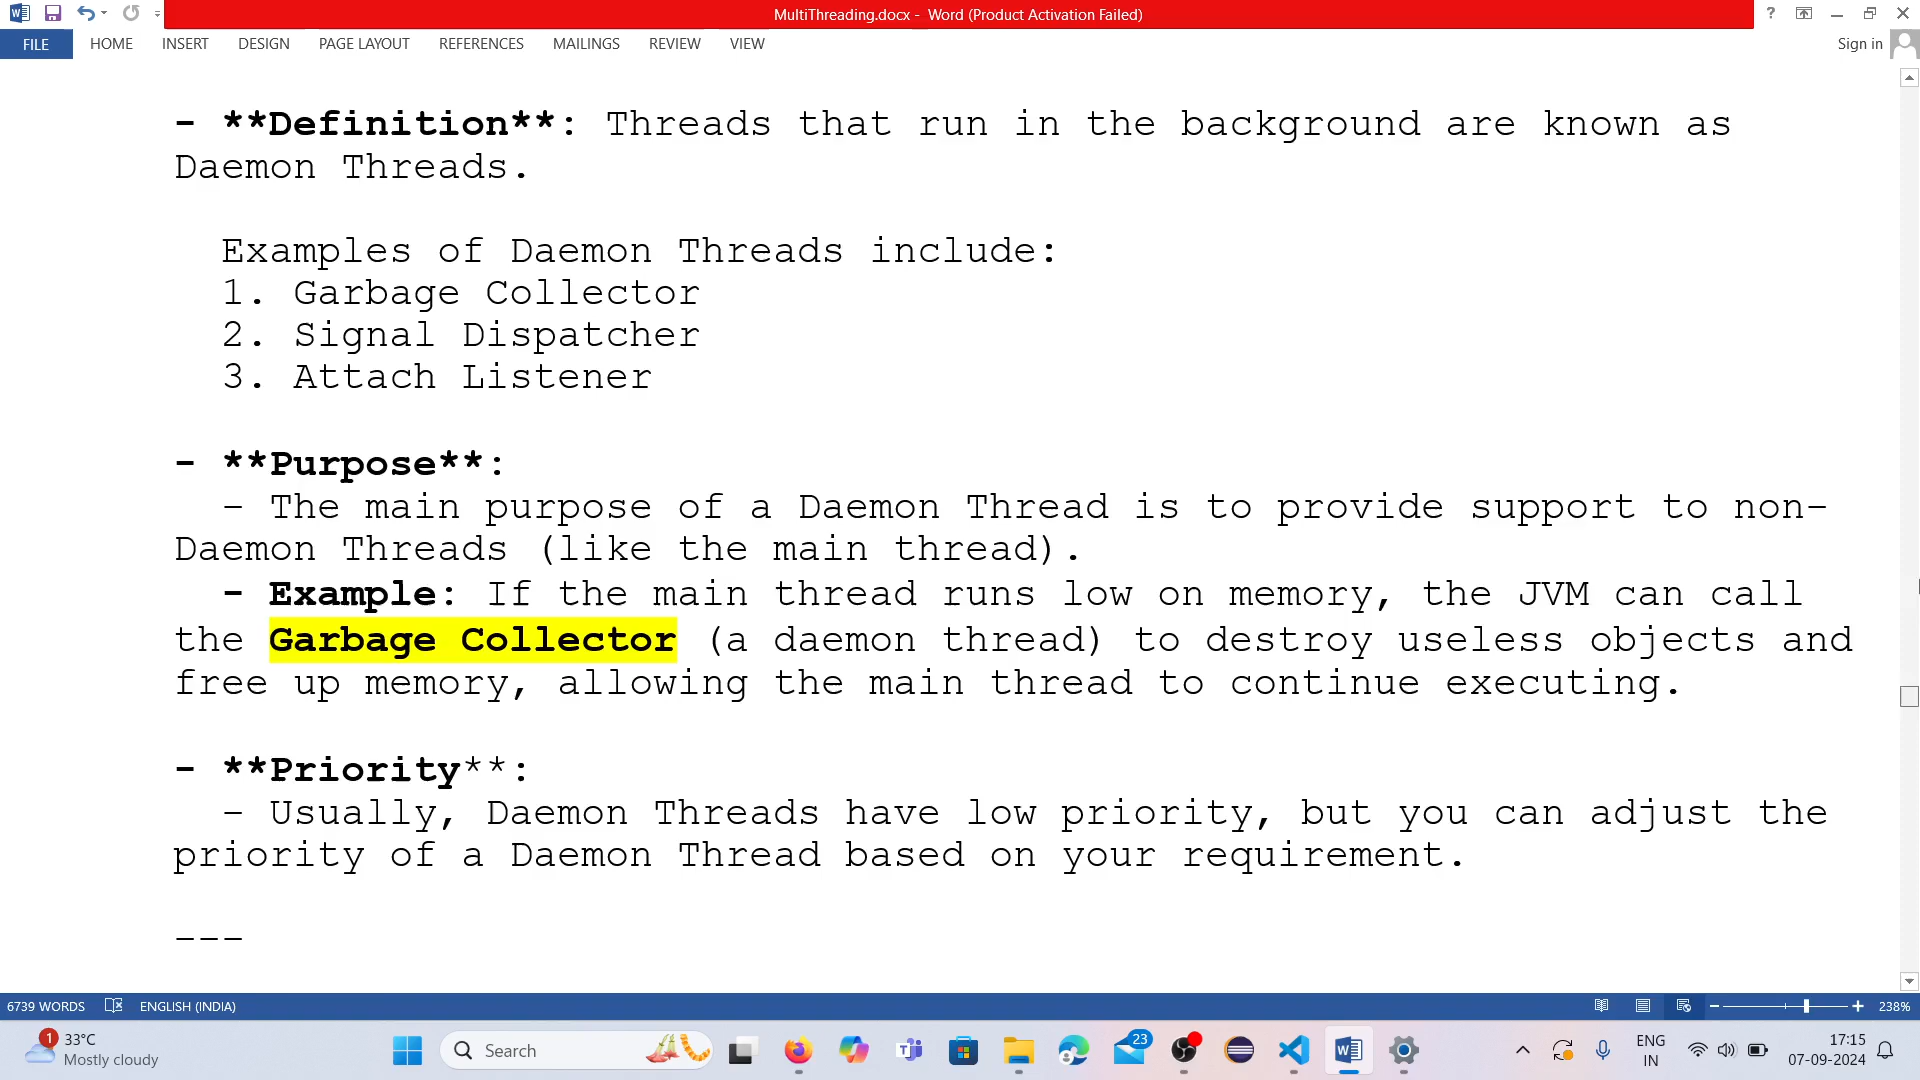 MultiThreading.docx - Word (Product Activation Failed)
FILE HOME INSERT DESIGN PAGE LAYOUT REFERENCES MAILINGS REVIEW VIEW Sign in
- **Definition**: Threads that run in the background are known as
Daemon Threads.
Examples of Daemon Threads include:
1. Garbage Collector
2. Signal Dispatcher
3. Attach Listener
- **Purpose**:
- The main purpose of a Daemon Thread is to provide support to non-
Daemon Threads (like the main thread).
- Example: If the main thread runs low on memory, the JVM can call
the Garbage Collector (a daemon thread) to destroy useless objects and
free up memory, allowing the main thread to continue executing.
- **Priority**:
- Usually, Daemon Threads have low priority, but you can adjust the
priority of a Daemon Thread based on your requirement.
---
6739 WORDS ENGLISH (INDIA) 238%
1 33°C
Mostly cloudy
Search
23
ENG
IN
17:15
07-09-2024